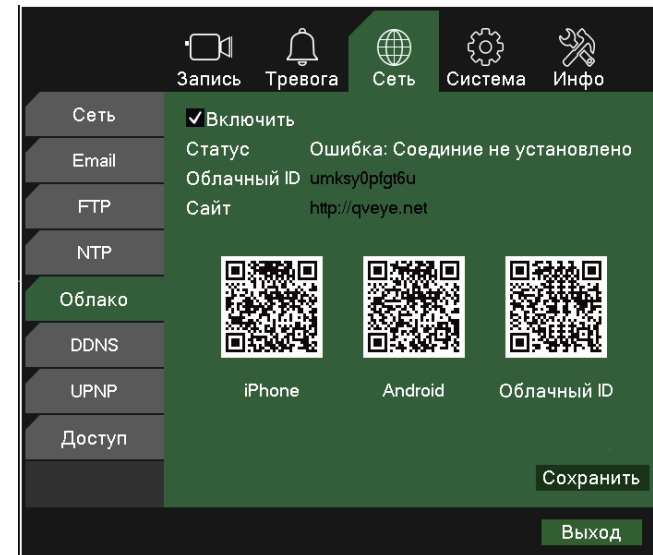 Запись Тревога Сеть Система Инфо
Сеть
Email
FTP
NTP
Облако
DDNS
UPNP
Доступ
Включить
Статус Ошибка: Соединие не установлено
Облачный ID umksy0pfgt6u
Сайт http://qveye.net
iPhone Android Облачный ID
Сохранить
Выход